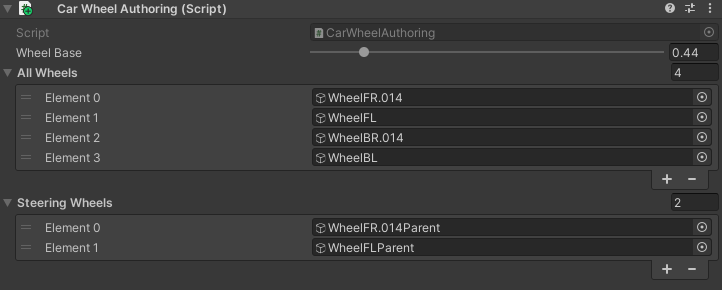 Car Wheel Authoring (Script)
Script CarWheelAuthoring
Wheel Base 0.44
All Wheels 4
Element 0 WheelFR.014
Element 1 WheelFL
Element 2 WheelBR.014
Element 3 WheelBL
Steering Wheels 2
Element 0 WheelFR.014Parent
Element 1 WheelFLParent